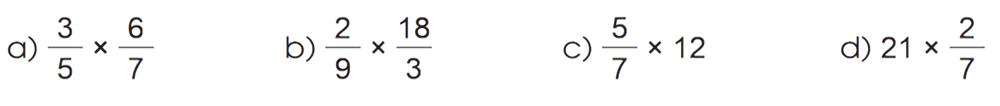 a) 3/5 × 6/7 b) 2/9 × 18/3 c) 5/7 × 12 d) 21 × 2/7